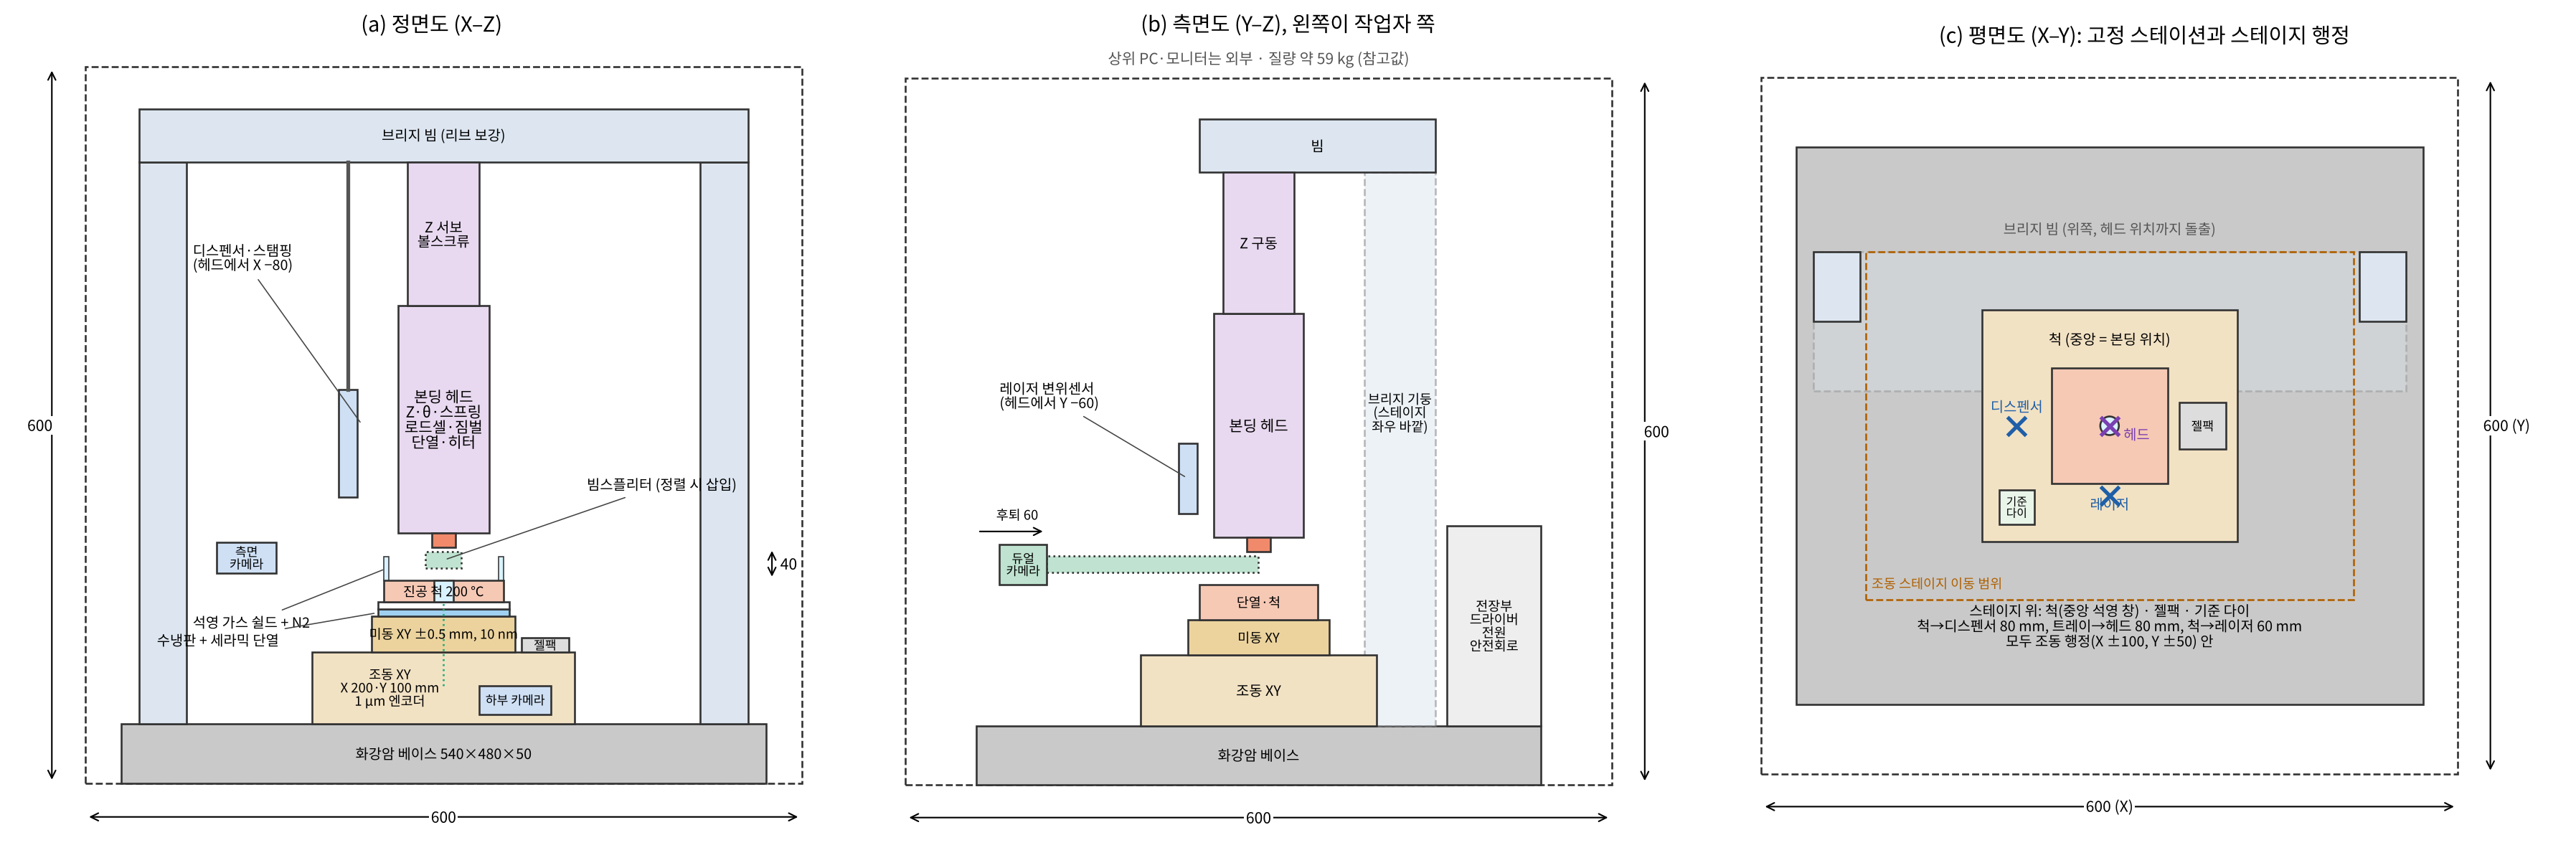 (a) 정면도 (X–Z)
600
브리지 빔 (리브 보강)
Z 서보
볼스크류
디스펜서·스탬핑
(헤드에서 X −80)
본딩 헤드
Z·θ·스프링
로드셀·짐벌
단열·히터
빔스플리터 (정렬 시 삽입)
측면
카메라
40
진공 척 200 °C
석영 가스 쉴드 + N2
수냉판 + 세라믹 단열
미동 XY ±0.5 mm, 10 nm
젤팩
조동 XY
X 200·Y 100 mm
1 µm 엔코더
하부 카메라
화강암 베이스 540×480×50
600
(b) 측면도 (Y–Z), 왼쪽이 작업자 쪽
상위 PC·모니터는 외부 · 질량 약 59 kg (참고값)
빔
Z 구동
레이저 변위센서
(헤드에서 Y −60)
본딩 헤드
브리지 기둥
(스테이지
좌우 바깥)
후퇴 60
듀얼
카메라
단열·척
미동 XY
조동 XY
전장부
드라이버
전원
안전회로
화강암 베이스
600
600
(c) 평면도 (X–Y): 고정 스테이션과 스테이지 행정
브리지 빔 (위쪽, 헤드 위치까지 돌출)
척 (중앙 = 본딩 위치)
디스펜서
헤드
젤팩
기준
다이
레이저
조동 스테이지 이동 범위
스테이지 위: 척(중앙 석영 창) · 젤팩 · 기준 다이
척→디스펜서 80 mm, 트레이→헤드 80 mm, 척→레이저 60 mm
모두 조동 행정(X ±100, Y ±50) 안
600 (Y)
600 (X)